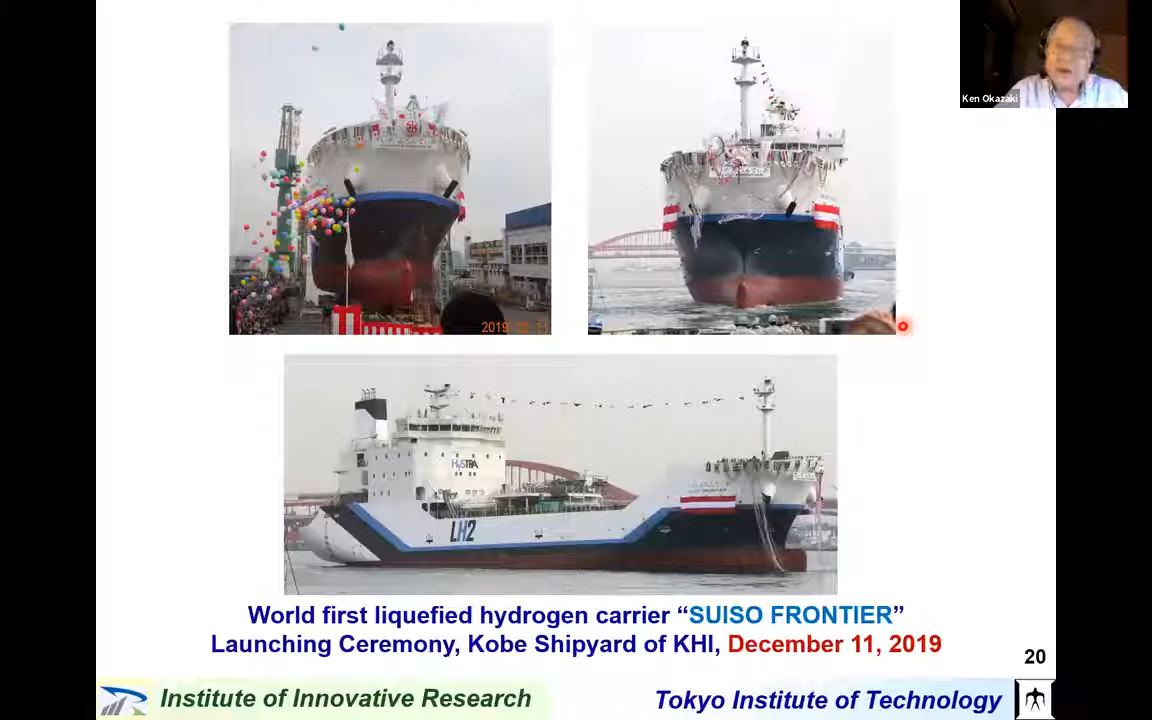 Ken Okazaki
2019
HySTRA
LH2
World first liquefied hydrogen carrier “SUISO FRONTIER”
Launching Ceremony, Kobe Shipyard of KHI, December 11, 2019
20
Institute of Innovative Research
Tokyo Institute of Technology